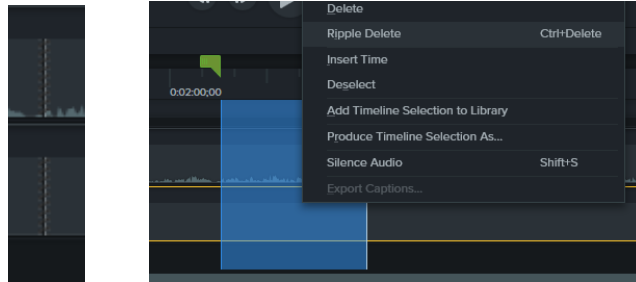 Delete
Ripple Delete Ctrl+Delete
Insert Time
0:02:00;00
Deselect
Add Timeline Selection to Library
Produce Timeline Selection As...
Silence Audio Shift+S
Export Captions...